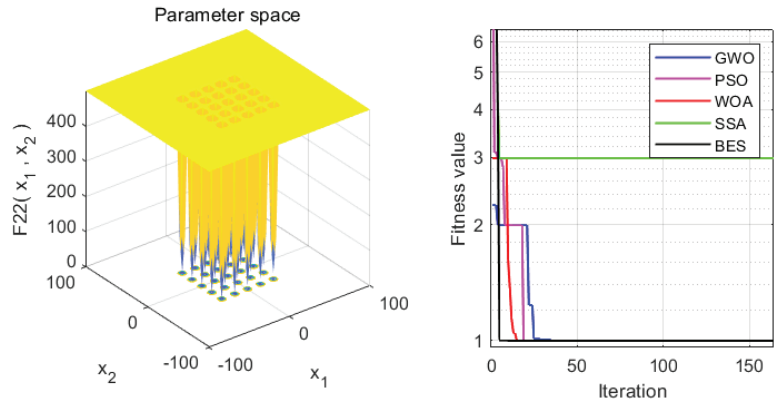 Parameter space
F22( x1 , x2 )
400
300
200
100
0
100
0
-100
x2
-100
0
100
x1
Fitness value
6
5
4
3
2
1
0
50
100
150
Iteration
GWO
PSO
WOA
SSA
BES